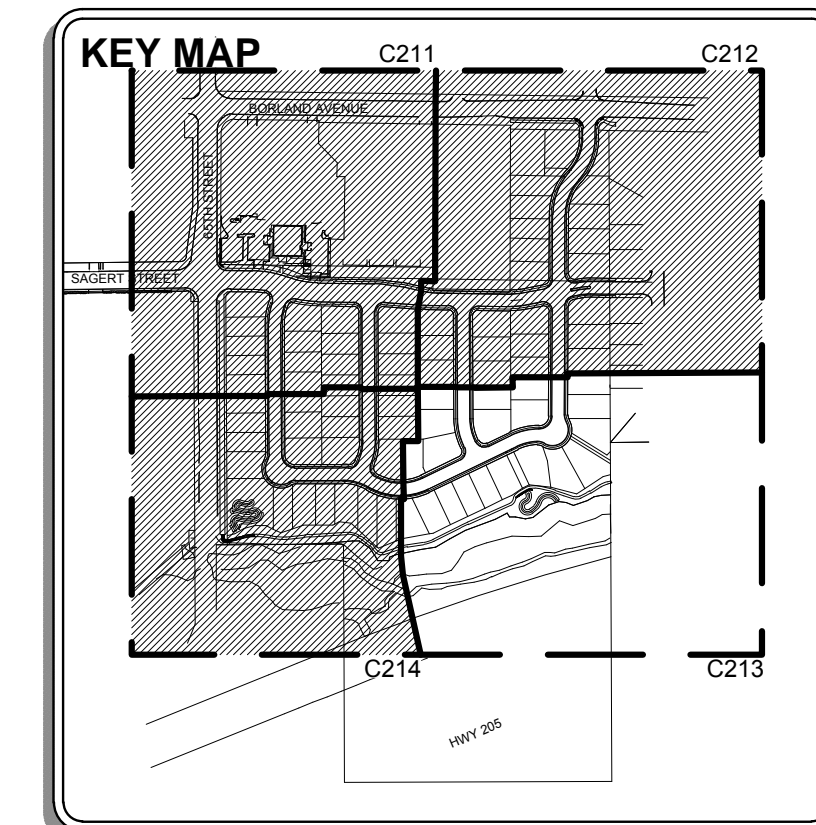 KEY MAP
C211
C212
BORLAND AVENUE
65TH STREET
SAGERT STREET
C214
C213
HWY 205